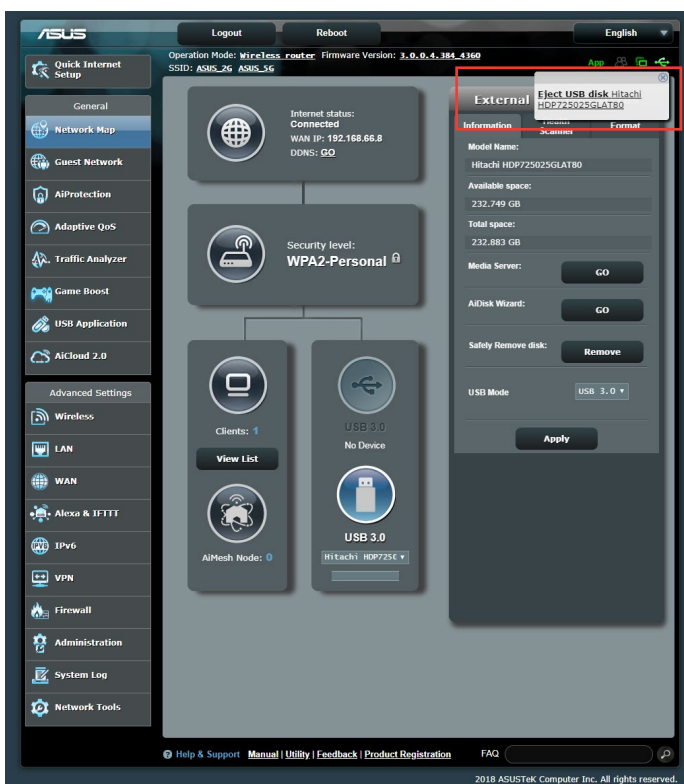 ASUS
Logout
Reboot
English
Quick Internet
Setup
Operation Mode: Wireless router Firmware Version: 3.0.0.4.384_4360
SSID: ASUS_2G ASUS_5G
App
General
Network Map
Guest Network
AiProtection
Adaptive QoS
Traffic Analyzer
Game Boost
USB Application
AiCloud 2.0
Advanced Settings
Wireless
LAN
WAN
Alexa & IFTTT
IPv6
VPN
Firewall
Administration
System Log
Network Tools
Internet status:
Connected
WAN IP: 192.168.66.8
DDNS: GO
Security level:
WPA2-Personal
Clients: 1
View List
AiMesh Node: 0
USB 3.0
No Device
USB 3.0
Hitachi HDP725C
External
Eject USB disk Hitachi
HDP725025GLAT80
Information
Health
Scanner
Format
Model Name:
Hitachi HDP725025GLAT80
Available space:
232.749 GB
Total space:
232.883 GB
Media Server:
GO
AiDisk Wizard:
GO
Safely Remove disk:
Remove
USB Mode
USB 3.0
Apply
Help & Support Manual | Utility | Feedback | Product Registration
FAQ
2018 ASUSTeK Computer Inc. All rights reserved.